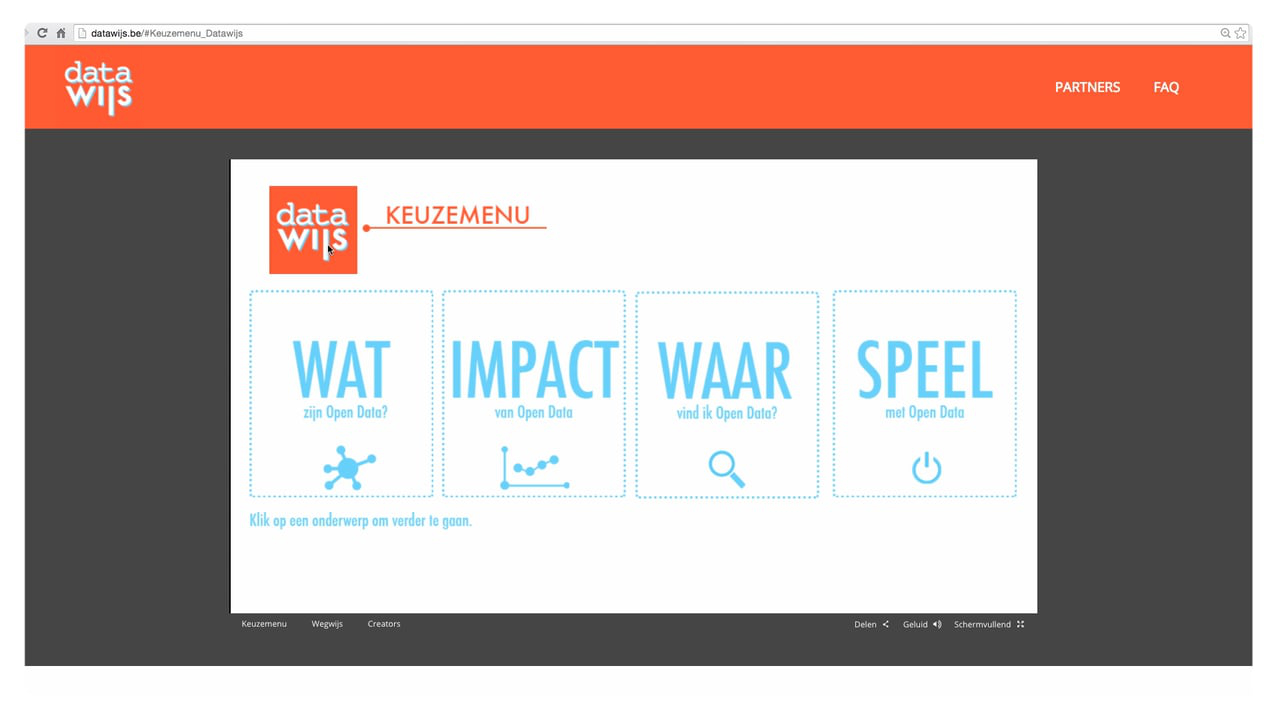 datawijs.be/#Keuzemenu_Datawijs
data
wijs
PARTNERS FAQ
data
wijs
KEUZEMENU
WAT
zijn Open Data?
IMPACT
van Open Data
WAAR
vind ik Open Data?
SPEEL
met Open Data
Klik op een onderwerp om verder te gaan.
Keuzemenu Wegwijs Creators Delen Geluid Schermvullend